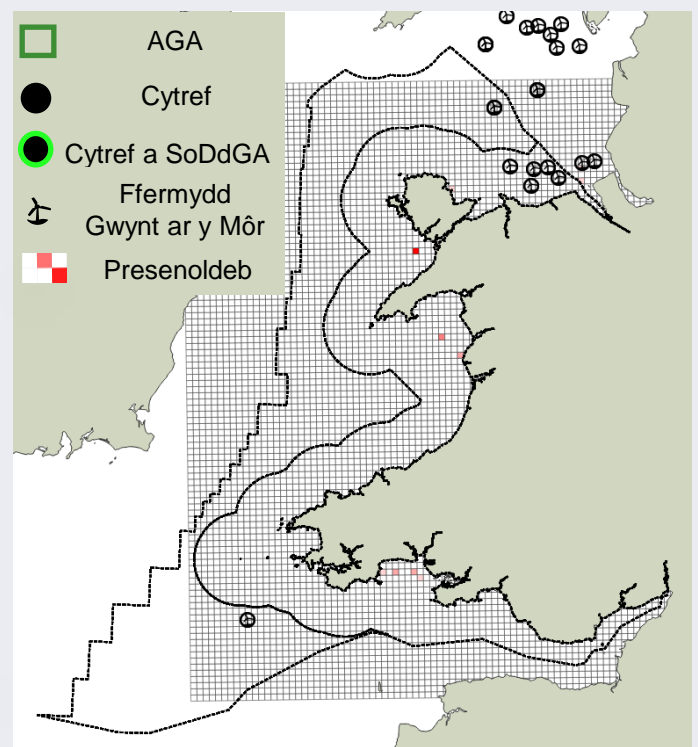 AGA
Cytref
Cytref a SoDdGA
Ffermydd
Gwynt ar y Môr
Presenoldeb